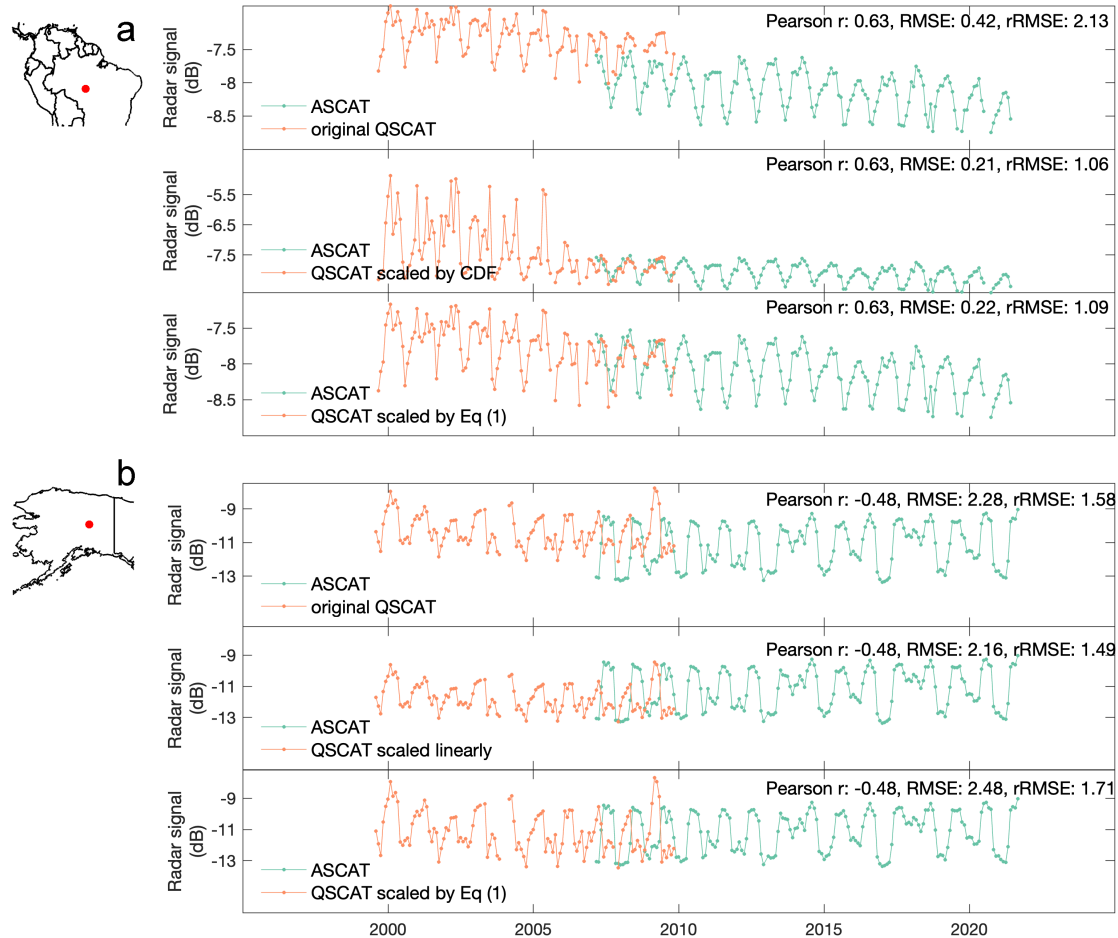 a
Pearson r: 0.63, RMSE: 0.42, rRMSE: 2.13
Radar signal
(dB)
-7.5
-8
-8.5
ASCAT
original QSCAT
Pearson r: 0.63, RMSE: 0.21, rRMSE: 1.06
Radar signal
(dB)
-5.5
-6.5
-7.5
ASCAT
QSCAT scaled by CDF
Pearson r: 0.63, RMSE: 0.22, rRMSE: 1.09
Radar signal
(dB)
-7.5
-8
-8.5
ASCAT
QSCAT scaled by Eq (1)
b
Pearson r: -0.48, RMSE: 2.28, rRMSE: 1.58
Radar signal
(dB)
-9
-11
-13
ASCAT
original QSCAT
Pearson r: -0.48, RMSE: 2.16, rRMSE: 1.49
Radar signal
(dB)
-9
-11
-13
ASCAT
QSCAT scaled linearly
Pearson r: -0.48, RMSE: 2.48, rRMSE: 1.71
Radar signal
(dB)
-9
-11
-13
ASCAT
QSCAT scaled by Eq (1)
2000 2005 2010 2015 2020